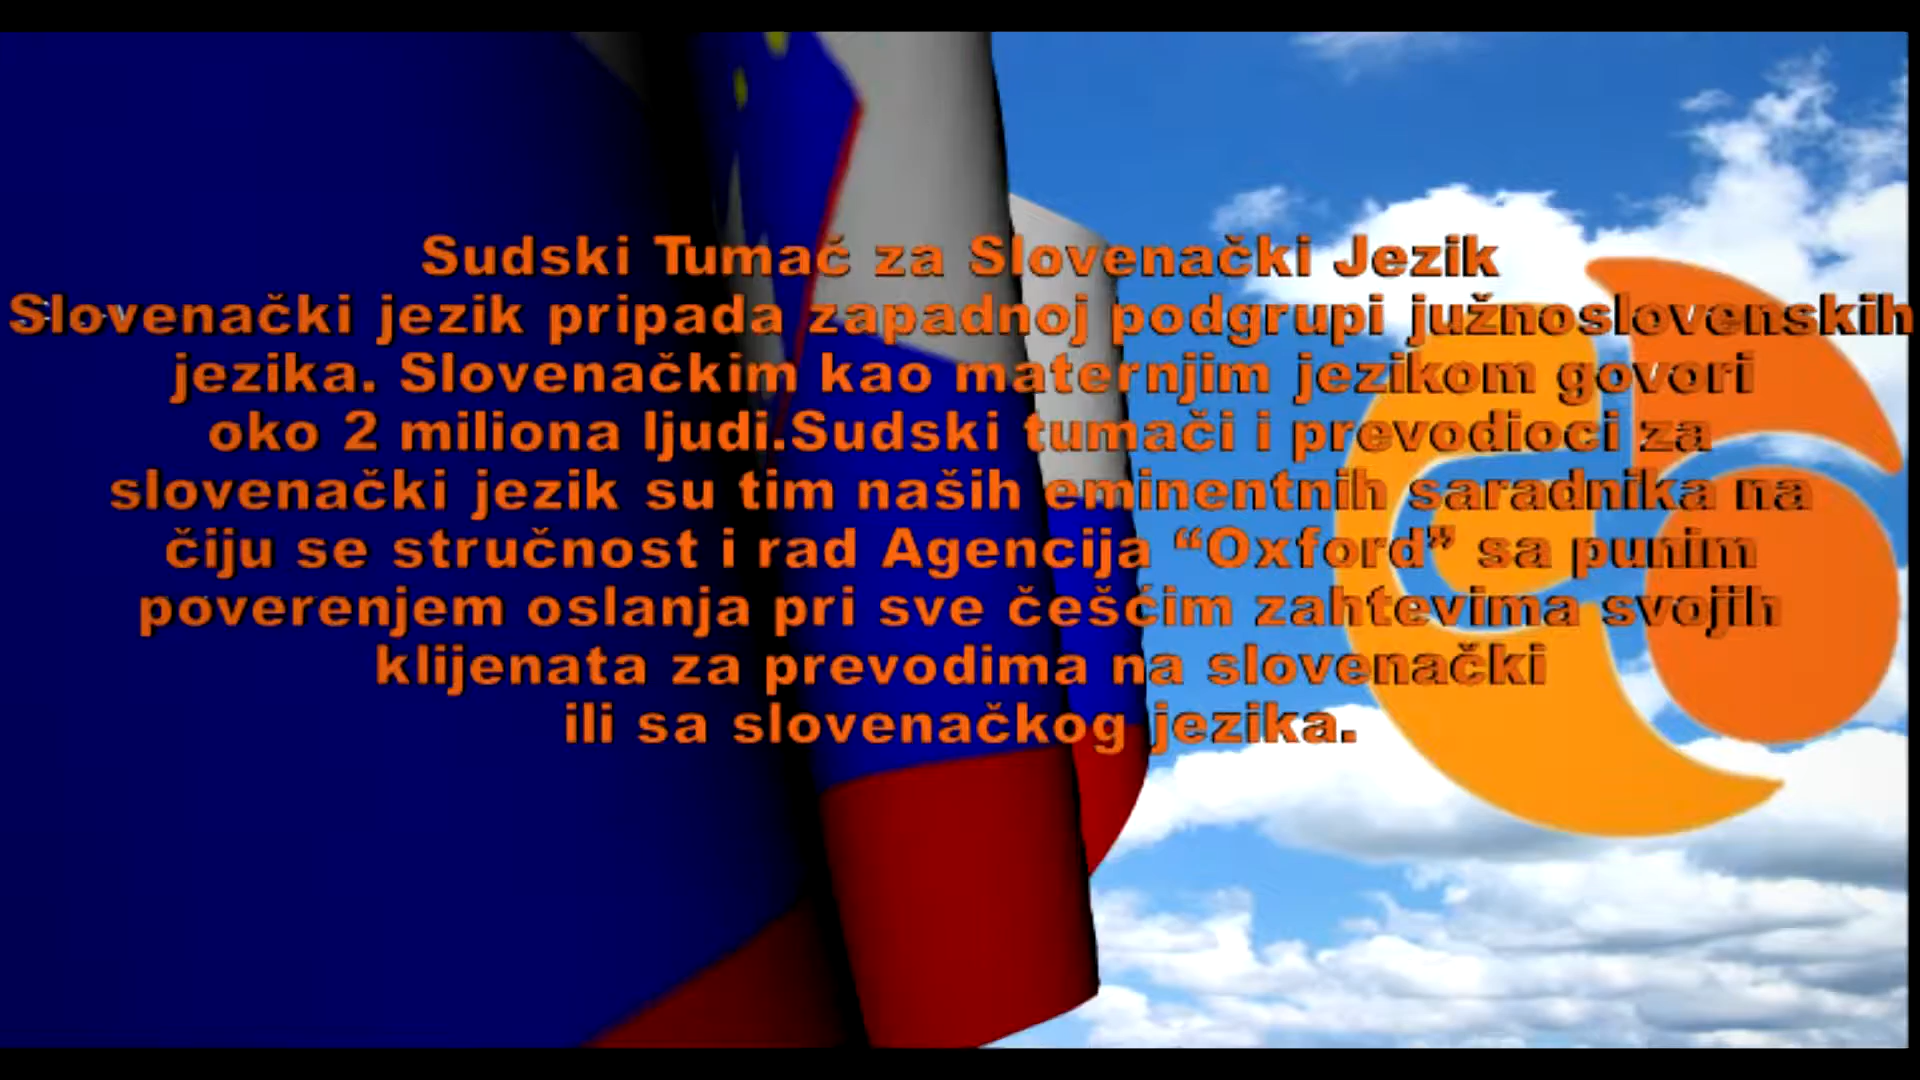 Sudski Tumač za Slovenački Jezik
Slovenački jezik pripada zapadnoj podgrupi južnoslovenskih
jezika. Slovenačkim kao maternjim jezikom govori
oko 2 miliona ljudi.Sudski tumači i prevodioci za
slovenački jezik su tim naših eminentnih saradnika na
čiju se stručnost i rad Agencija “Oxford” sa punim
poverenjem oslanja pri sve češćim zahtevima svojih
klijenata za prevodima na slovenački
ili sa slovenačkog jezika.